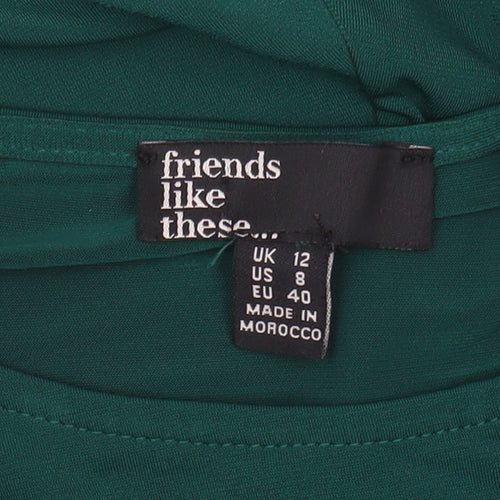 friends
like
these...
UK 12
US 8
EU 40
MADE IN
MOROCCO